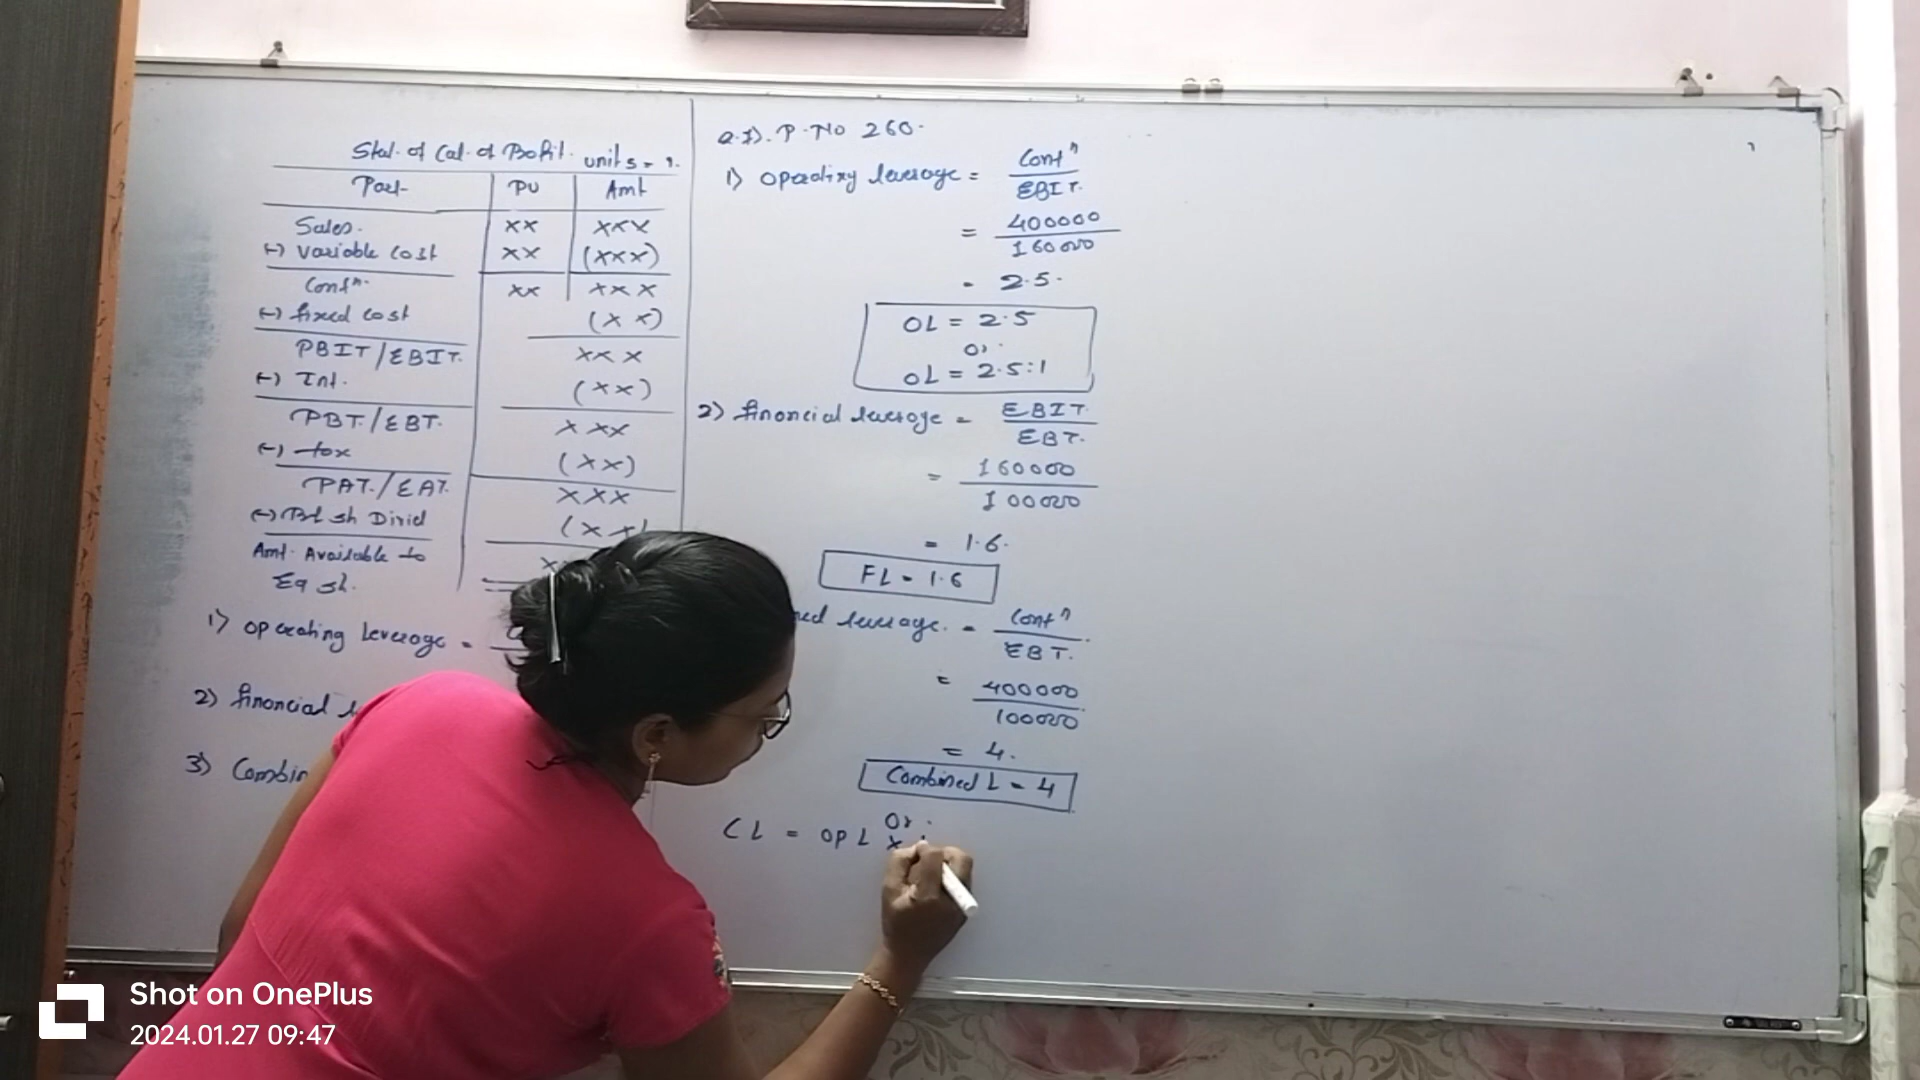 Stat. of Cal. of Profit. units = 1.
Part- PU Amt
Sales. XX XXX
(-) variable cost XX (XXX)
Contn. XX XXX
(-) fixed cost (XX)
PBIT/EBIT. XXX
(-) Int. (XX)
PBT./EBT. XXX
(-) tax (XX)
PAT./EAT. XXX
(-) Divid
Amt. Available to
Eq sh.
1) operating Leverage =
2) financial
3) Combin
P.No 260.
1) operating leverage = Contn
EBIT.
= 400000
160000
= 2.5.
OL = 2.5
or.
OL = 2.5:1
2) financial leverage = EBIT.
EBT.
= 160000
100000
= 1.6.
FL = 1.6
ned leverage. = Contn
EBT.
= 400000
100000
= 4.
Combined L = 4
Or.
CL = OPL X
Shot on OnePlus
2024.01.27 09:47